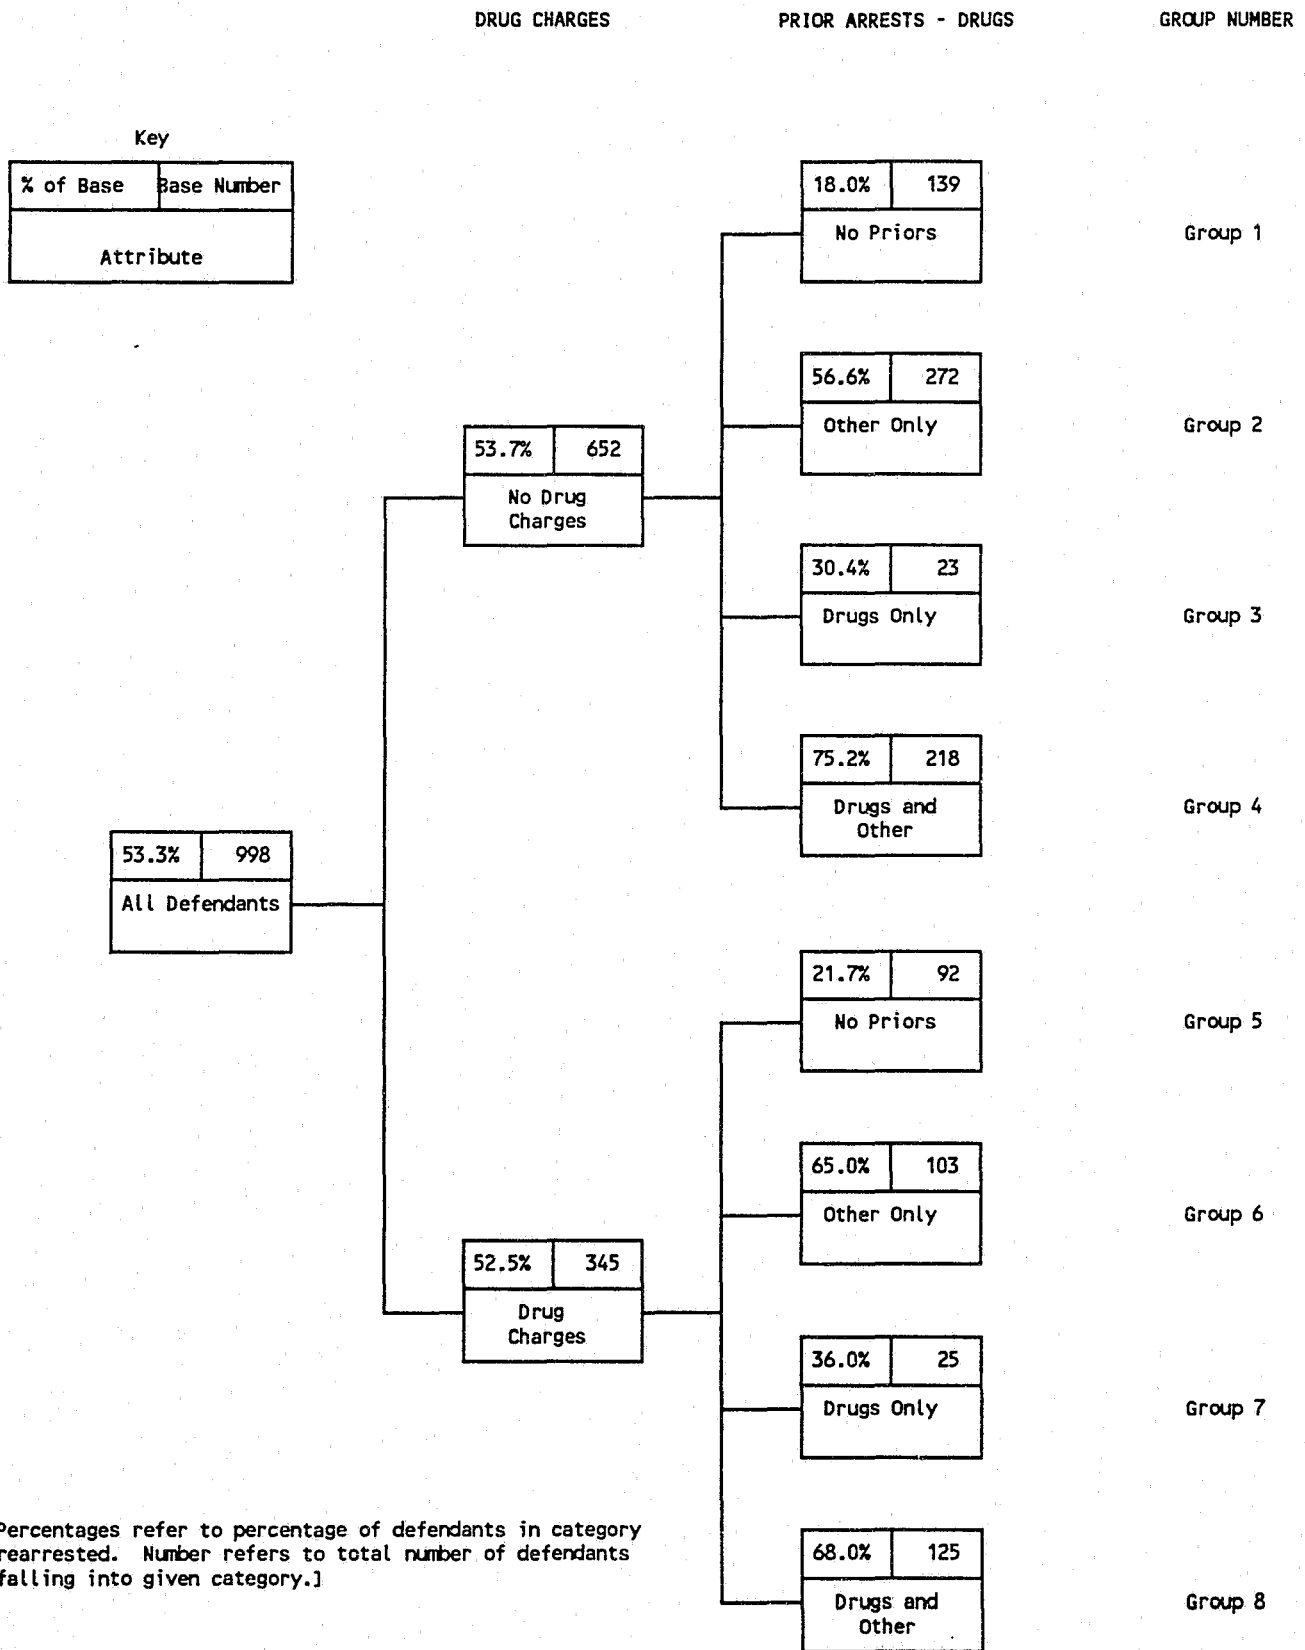 DRUG CHARGES PRIOR ARRESTS - DRUGS GROUP NUMBER
Key
% of Base Base Number
Attribute
18.0% 139
No Priors
Group 1
56.6% 272
Other Only
Group 2
53.7% 652
No Drug
Charges
30.4% 23
Drugs Only
Group 3
75.2% 218
Drugs and
Other
Group 4
53.3% 998
All Defendants
21.7% 92
No Priors
Group 5
65.0% 103
Other Only
Group 6
52.5% 345
Drug
Charges
36.0% 25
Drugs Only
Group 7
68.0% 125
Drugs and
Other
Group 8
Percentages refer to percentage of defendants in category
rearrested. Number refers to total number of defendants
falling into given category.]